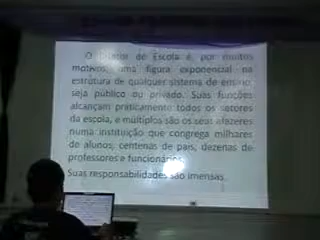 O Diretor de Escola é, por muitos
motivos, uma figura exponencial na
estrutura de qualquer sistema de ensino,
seja público ou privado. Suas funções
alcançam praticamente todos os setores
da escola, e múltiplos são os seus afazeres
numa instituição que congrega milhares
de alunos, centenas de pais, dezenas de
professores e funcionários.
Suas responsabilidades são imensas.